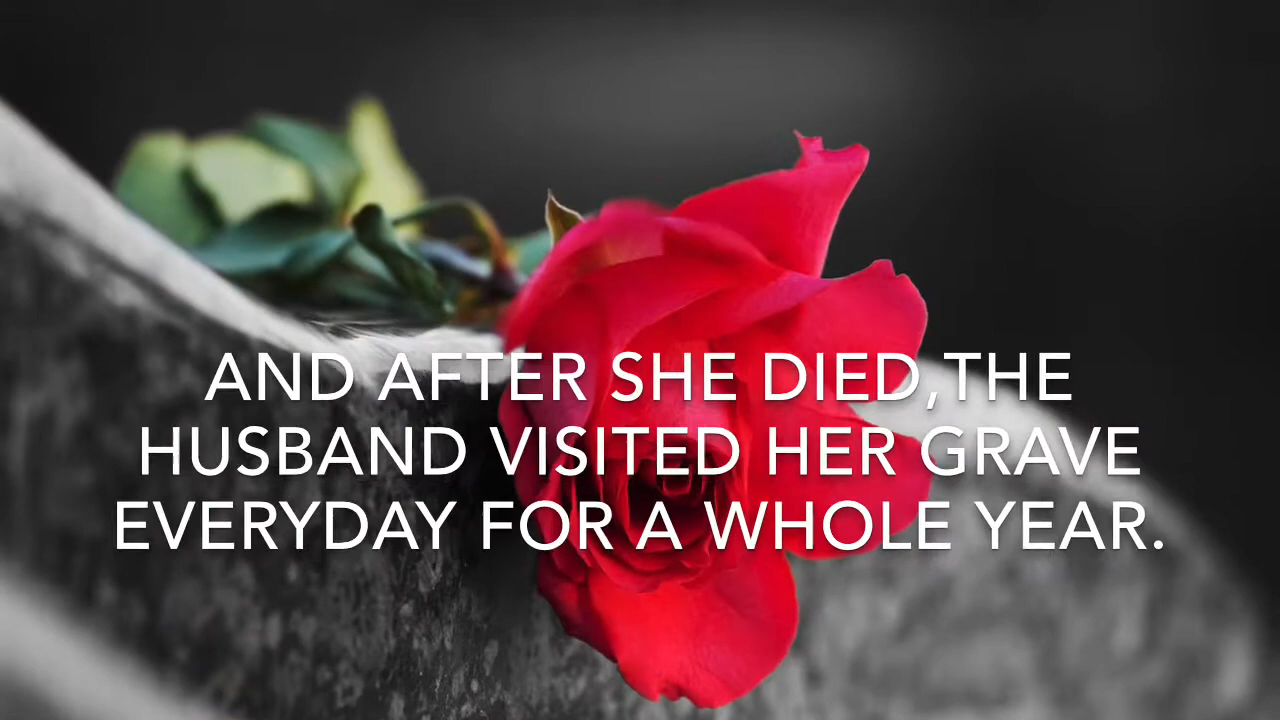 AND AFTER SHE DIED,THE
HUSBAND VISITED HER GRAVE
EVERYDAY FOR A WHOLE YEAR.